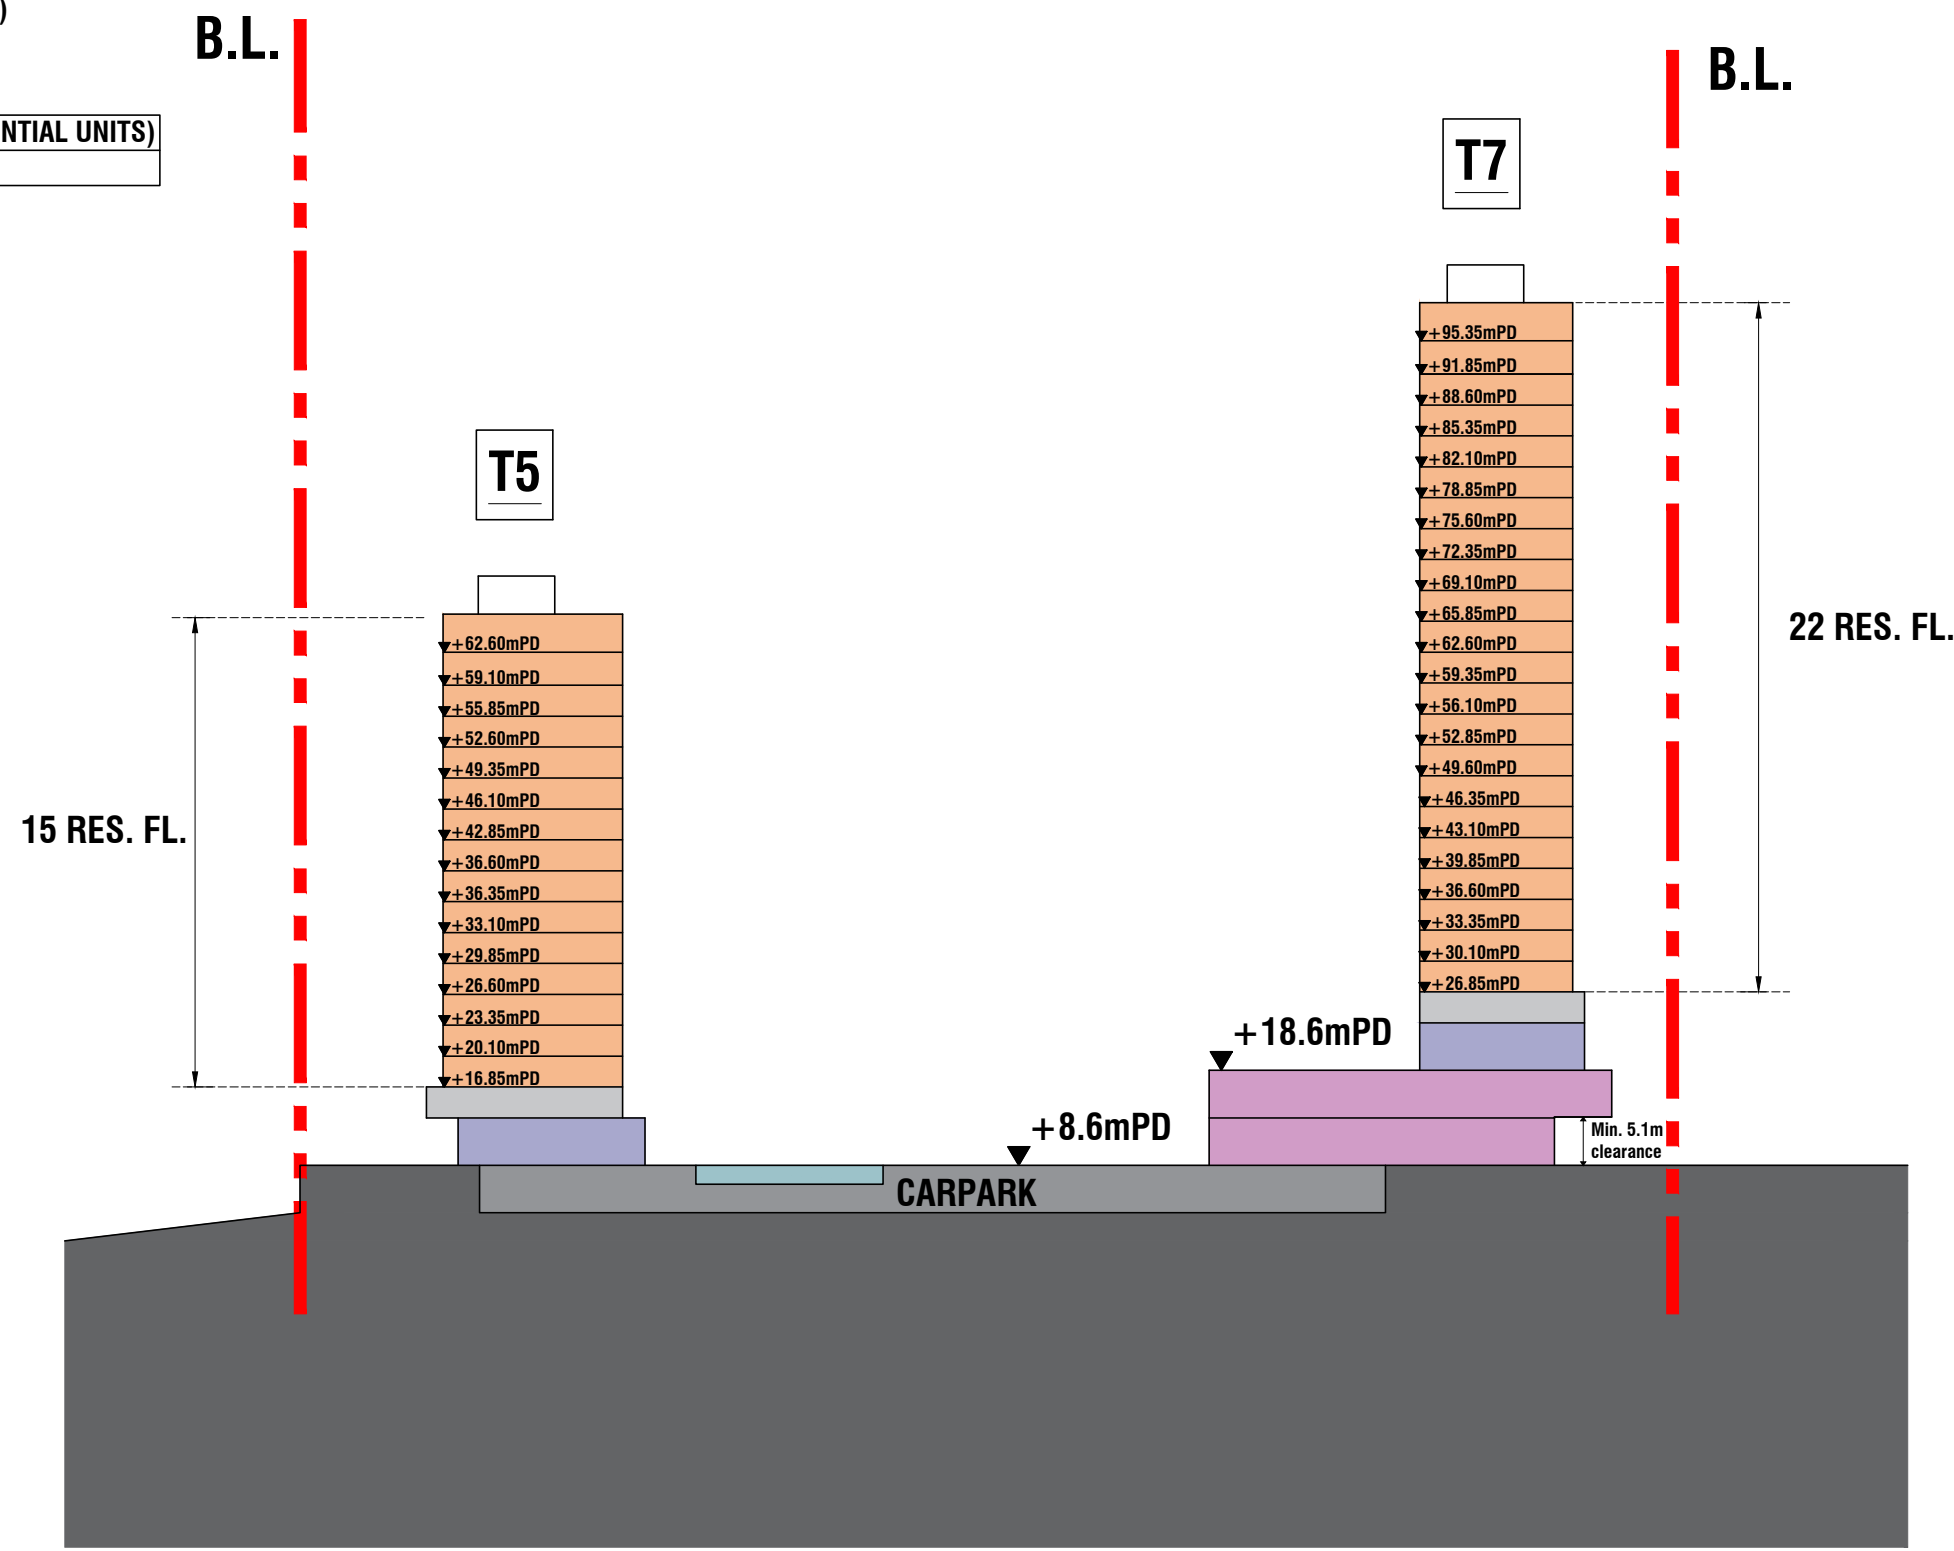 )
B.L.
B.L.
NTIAL UNITS)
T7
T5
+95.35mPD
+91.85mPD
+88.60mPD
+85.35mPD
+82.10mPD
+78.85mPD
+75.60mPD
+72.35mPD
+69.10mPD
+65.85mPD
+62.60mPD
+59.35mPD
+56.10mPD
+52.85mPD
+49.60mPD
+46.35mPD
+43.10mPD
+39.85mPD
+36.60mPD
+33.35mPD
+30.10mPD
+26.85mPD
22 RES. FL.
+62.60mPD
+59.10mPD
+55.85mPD
+52.60mPD
+49.35mPD
+46.10mPD
+42.85mPD
+36.60mPD
+36.35mPD
+33.10mPD
+29.85mPD
+26.60mPD
+23.35mPD
+20.10mPD
+16.85mPD
15 RES. FL.
+18.6mPD
+8.6mPD
Min. 5.1m
clearance
CARPARK